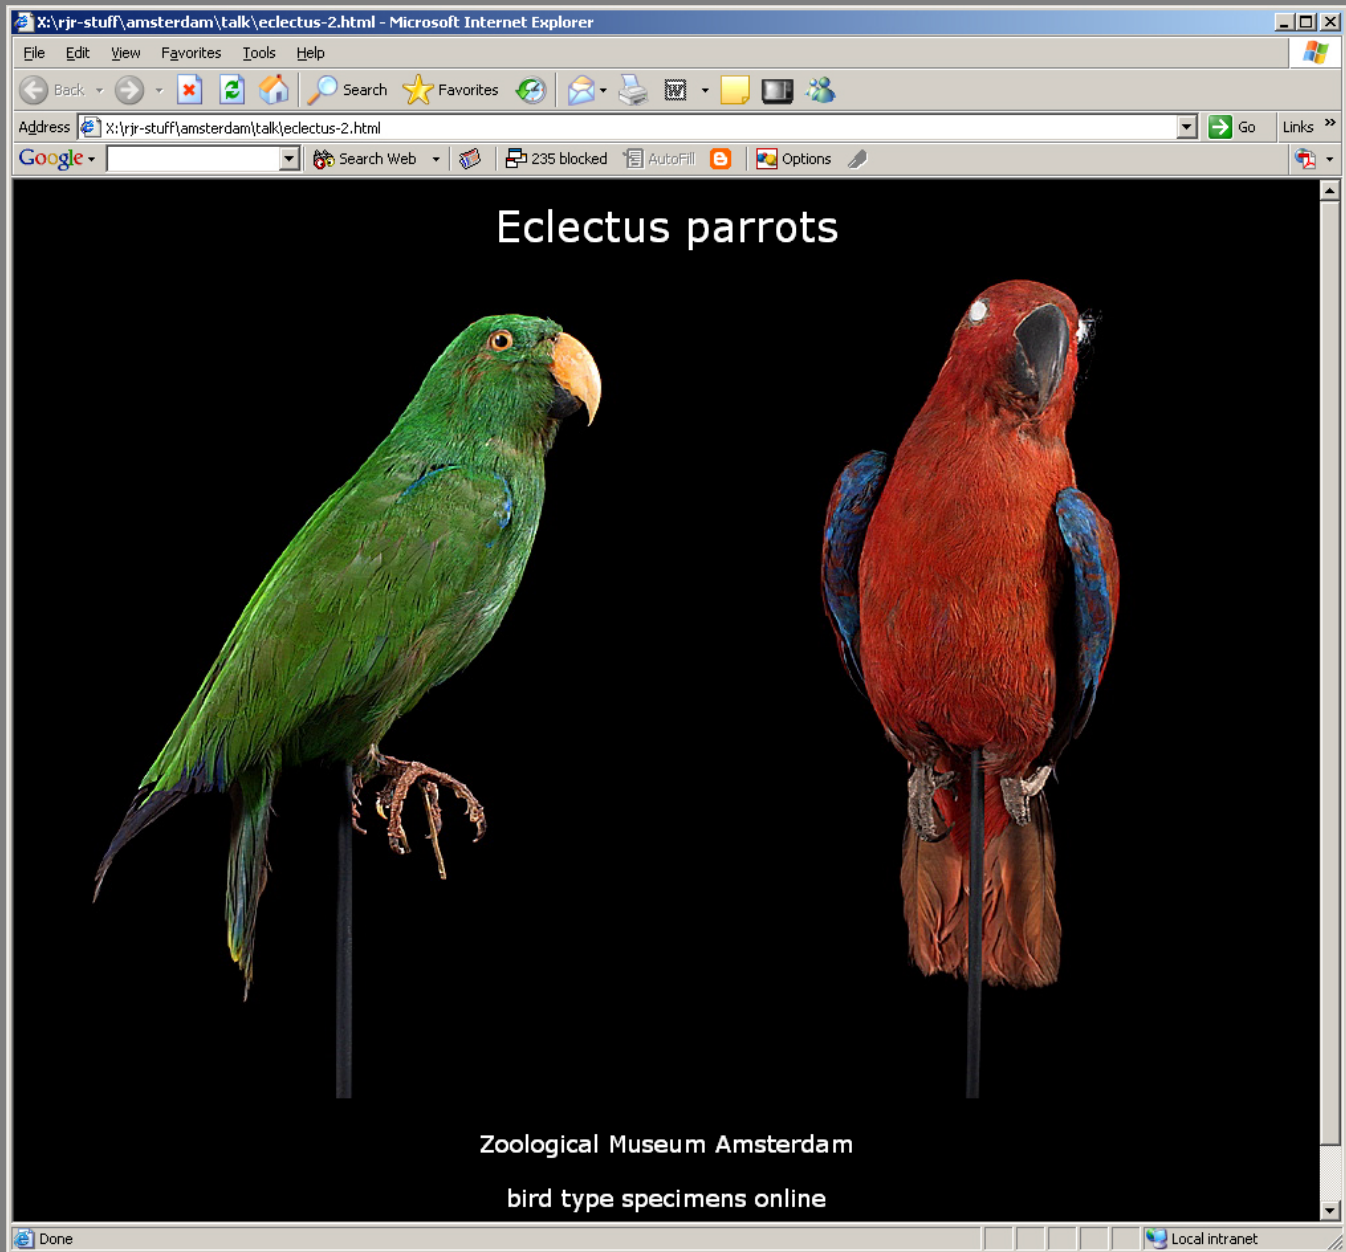 X:\rjr-stuff\amsterdam\talk\eclectus-2.html - Microsoft Internet Explorer
File Edit View Favorites Tools Help
Back Search Favorites
Address X:\rjr-stuff\amsterdam\talk\eclectus-2.html Go Links »
Google Search Web 235 blocked AutoFill Options
Eclectus parrots
Zoological Museum Amsterdam
bird type specimens online
Done Local intranet